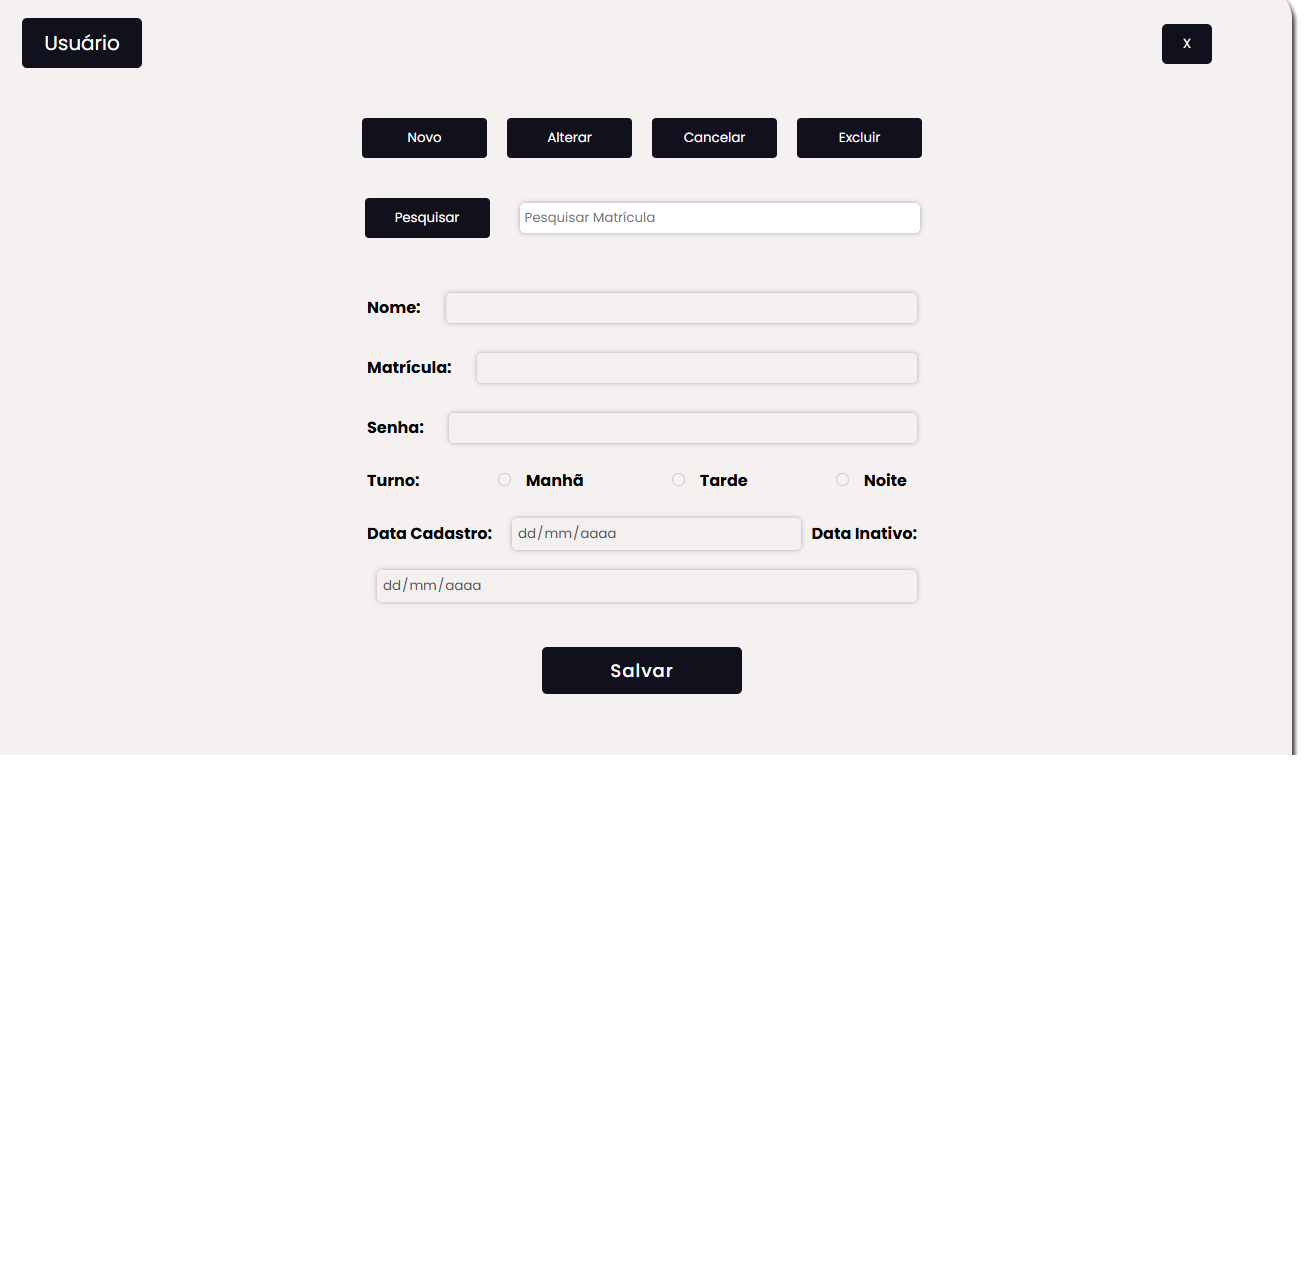 Usuário
X
Novo Alterar Cancelar Excluir
Pesquisar Pesquisar Matrícula
Nome:
Matrícula:
Senha:
Turno: Manhã Tarde Noite
Data Cadastro: dd/mm/aaaa Data Inativo:
dd/mm/aaaa
Salvar